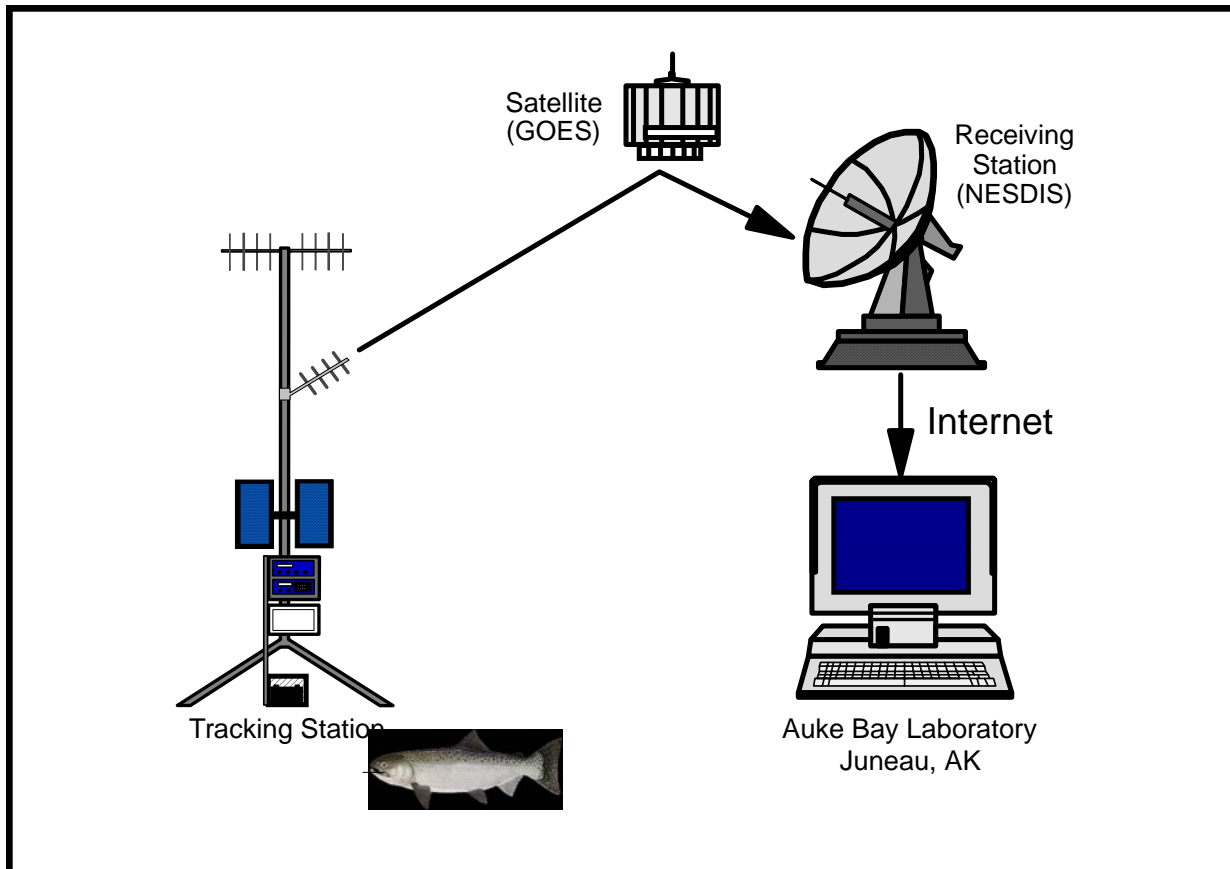 Satellite
(GOES)
Receiving
Station
(NESDIS)
Internet
Tracking Station
Auke Bay Laboratory
Juneau, AK